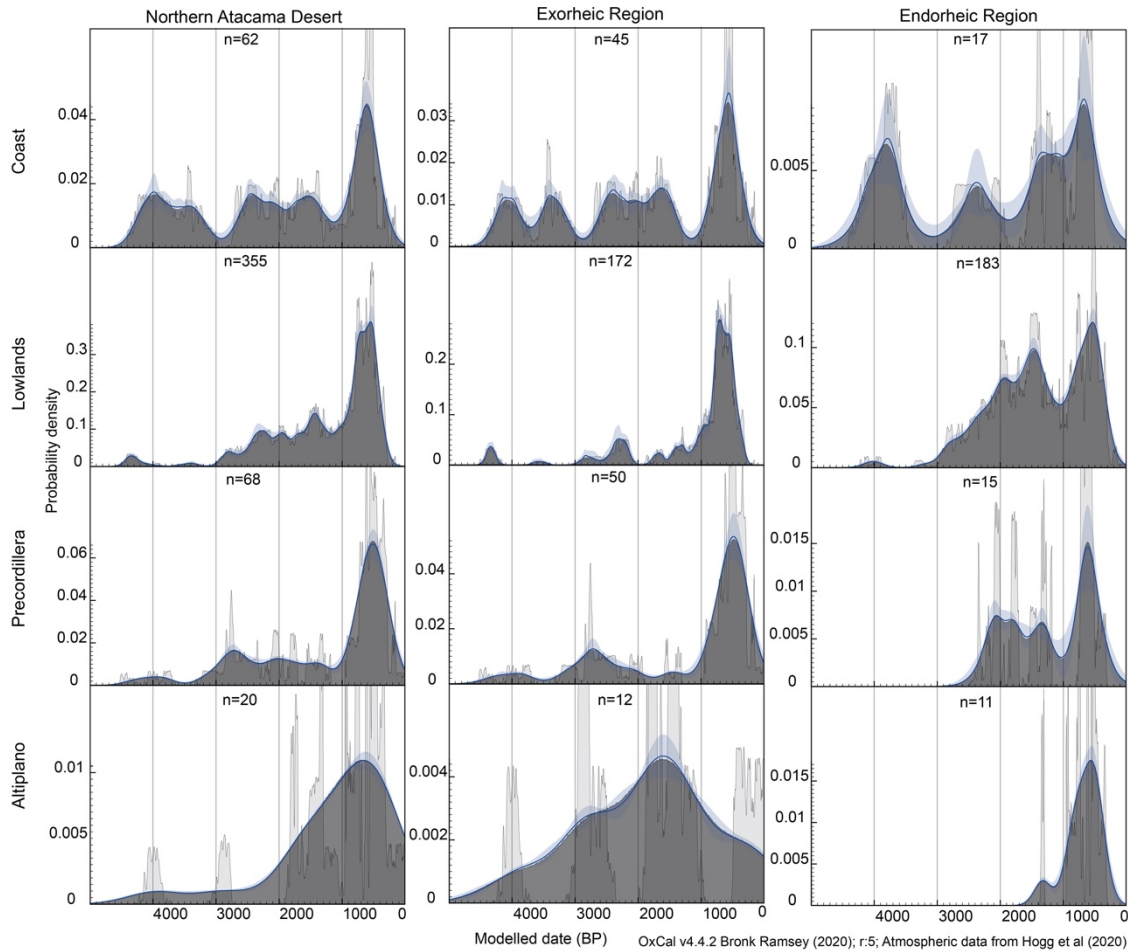 Northern Atacama Desert Exorheic Region Endorheic Region
n=62 n=45 n=17
Coast
0.04 0.02 0
0.03 0.02 0.01 0
0.005 0
n=355 n=172 n=183
Lowlands
0.3 0.2 0.1 0
0.2 0.1 0
0.1 0.05 0
Probability density
n=68 n=50 n=15
Precordillera
0.06 0.04 0.02 0
0.04 0.02 0
0.015 0.01 0.005 0
n=20 n=12 n=11
Altiplano
0.01 0.005 0
0.004 0.002 0
0.015 0.01 0.005 0
4000 3000 2000 1000 0 4000 3000 2000 1000 0 4000 3000 2000 1000 0
Modelled date (BP) OxCal v4.4.2 Bronk Ramsey (2020); r:5; Atmospheric data from Hogg et al (2020)